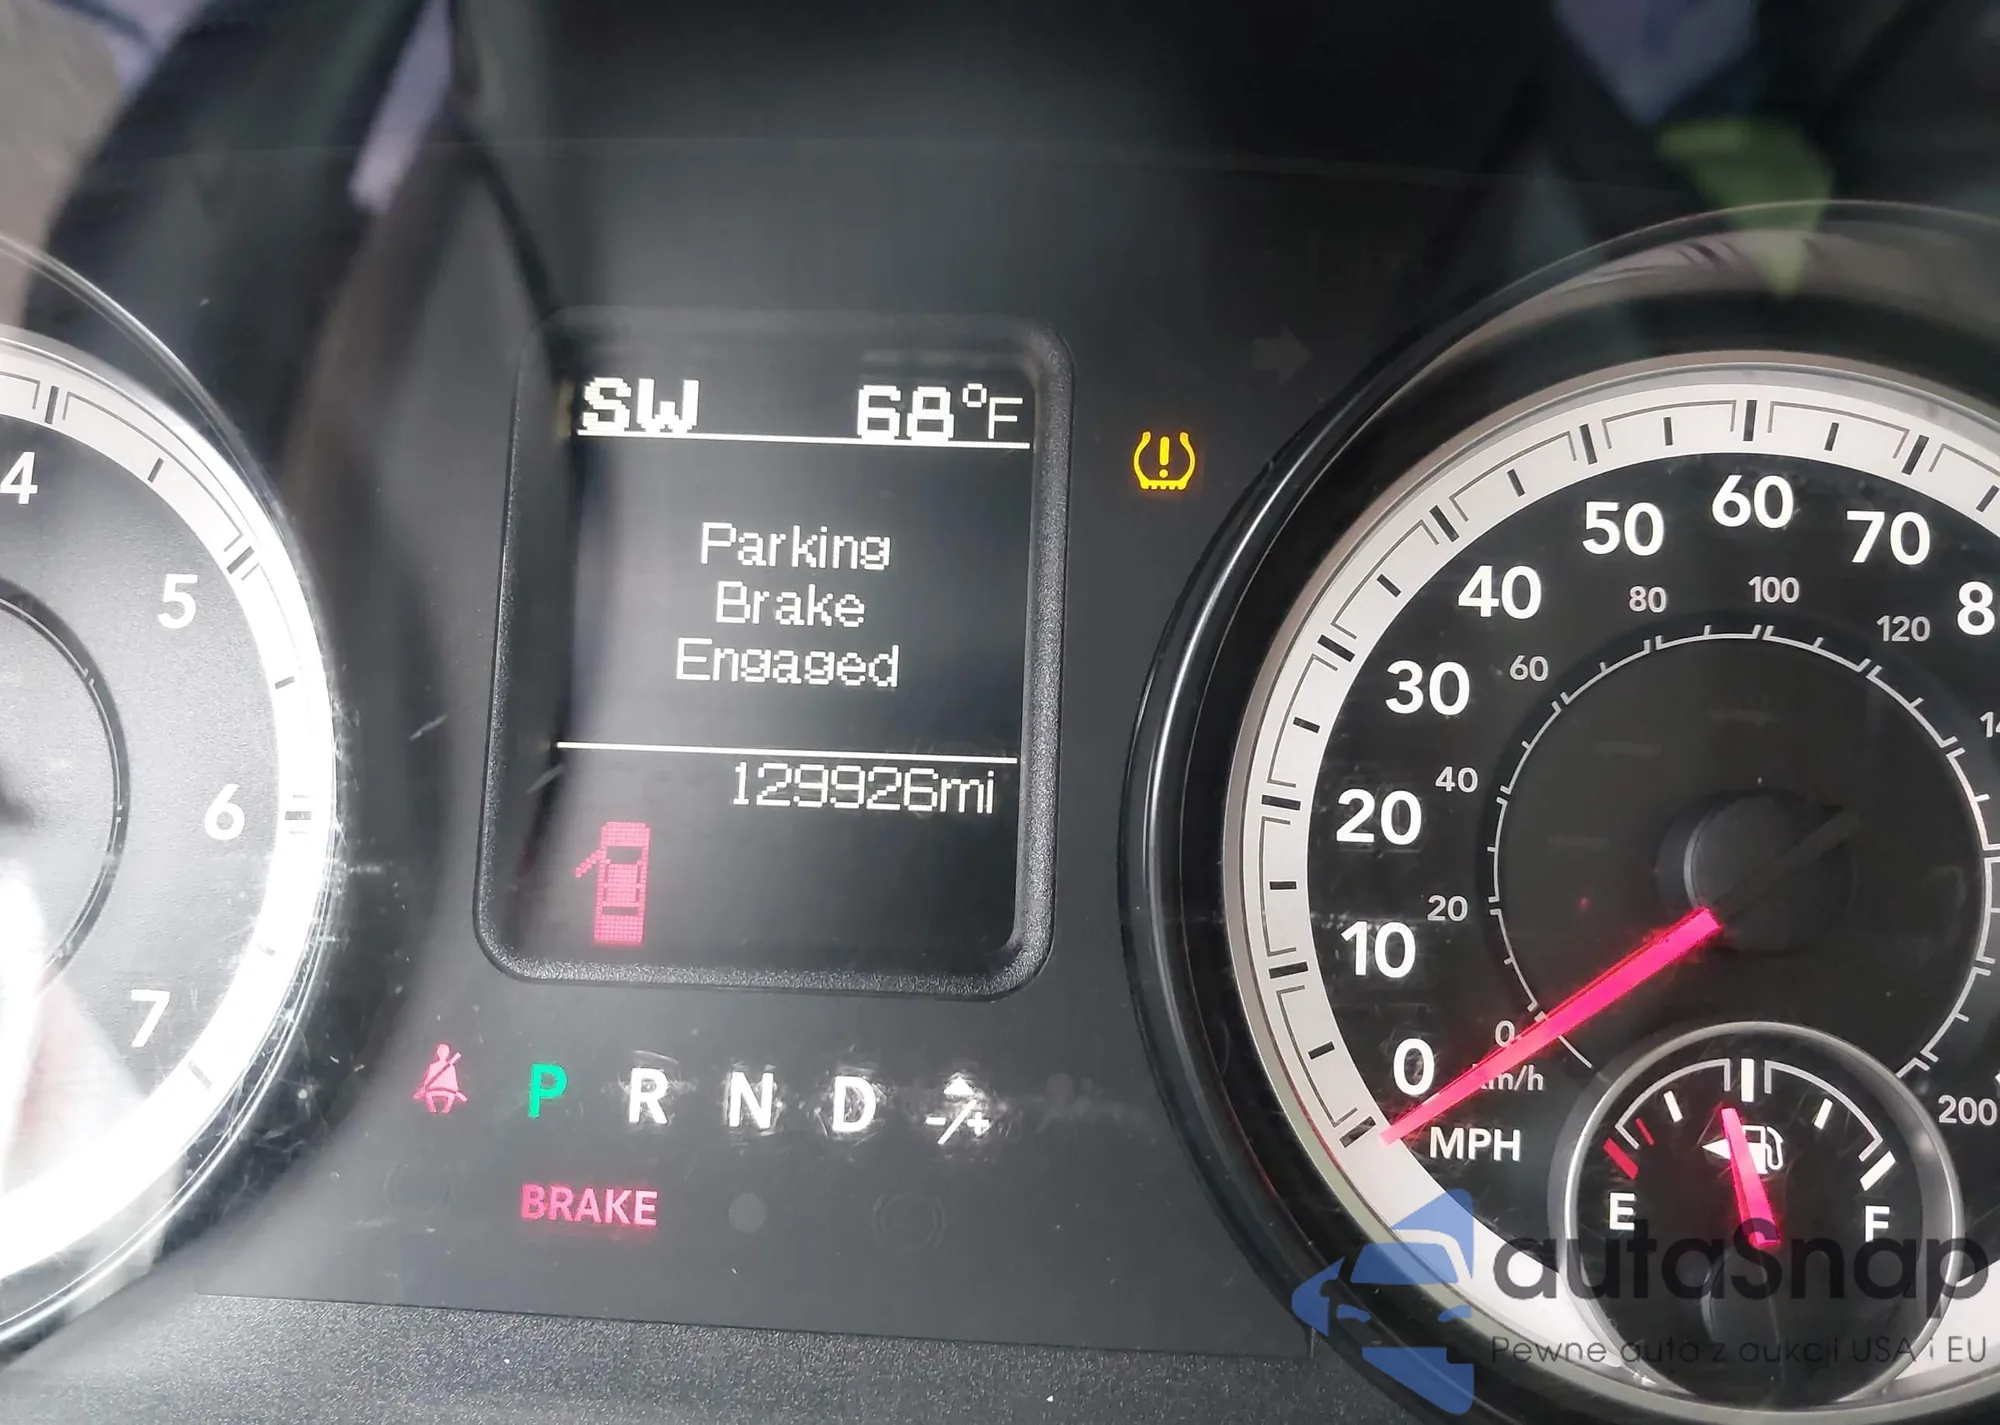 SW 68°F
Parking
Brake
Engaged
129926mi
P R N D -/+
BRAKE
4
5
6
7
0
10
20
30
40
50
60
70
8
0
20
40
60
80
100
120
14
200
km/h
MPH
E F
autaSnap
Pewne auta z aukcji USA i EU